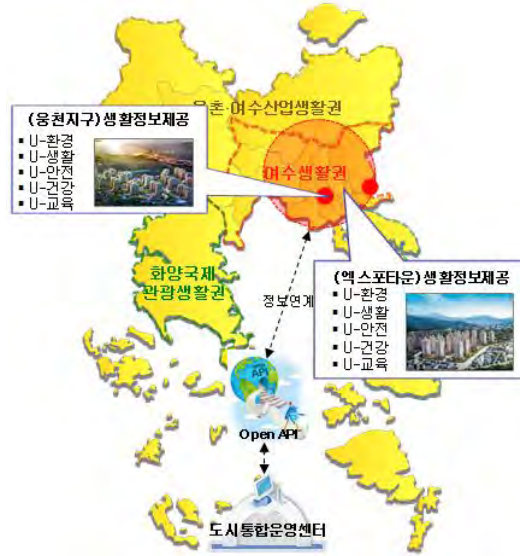 율촌·여수산업생활권
(웅천지구)생활정보제공
▪ U-환경
▪ U-생활
▪ U-안전
▪ U-건강
▪ U-교육
여수생활권
화양국제
관광생활권
(엑스포타운)생활정보제공
▪ U-환경
▪ U-생활
▪ U-안전
▪ U-건강
▪ U-교육
정보연계
API
Open API
도시통합운영센터